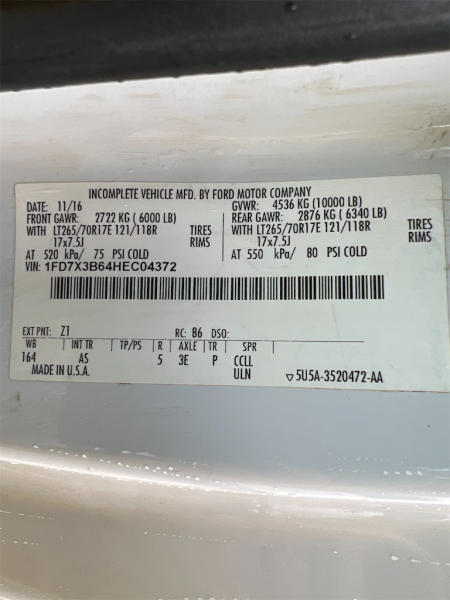 INCOMPLETE VEHICLE MFD. BY FORD MOTOR COMPANY
DATE: 11/16 GVWR: 4536 KG (10000 LB)
FRONT GAWR: 2722 KG ( 6000 LB) REAR GAWR: 2876 KG ( 6340 LB)
WITH LT265/70R17E 121/118R TIRES WITH LT265/70R17E 121/118R TIRES
17x7.5J RIMS 17x7.5J RIMS
AT 520 kPa/ 75 PSI COLD AT 550 kPa/ 80 PSI COLD
VIN: 1FD7X3B64HEC04372
EXT PNT: Z1 RC: 86 DSO:
WB INT TR TP/PS R AXLE TR SPR
164 AS 5 3E P CCLL
MADE IN U.S.A. ULN ▽5U5A-3520472-AA